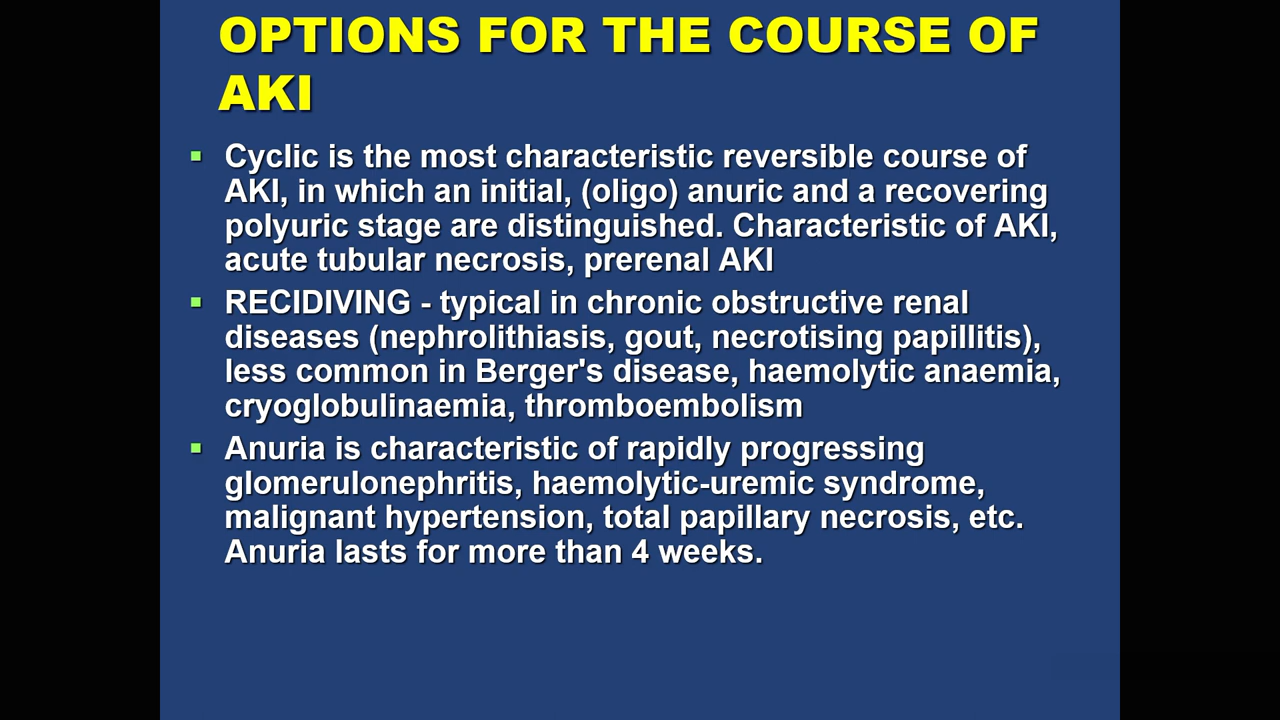 OPTIONS FOR THE COURSE OF
AKI
Cyclic is the most characteristic reversible course of
AKI, in which an initial, (oligo) anuric and a recovering
polyuric stage are distinguished. Characteristic of AKI,
acute tubular necrosis, prerenal AKI
RECIDIVING - typical in chronic obstructive renal
diseases (nephrolithiasis, gout, necrotising papillitis),
less common in Berger's disease, haemolytic anaemia,
cryoglobulinaemia, thromboembolism
Anuria is characteristic of rapidly progressing
glomerulonephritis, haemolytic-uremic syndrome,
malignant hypertension, total papillary necrosis, etc.
Anuria lasts for more than 4 weeks.